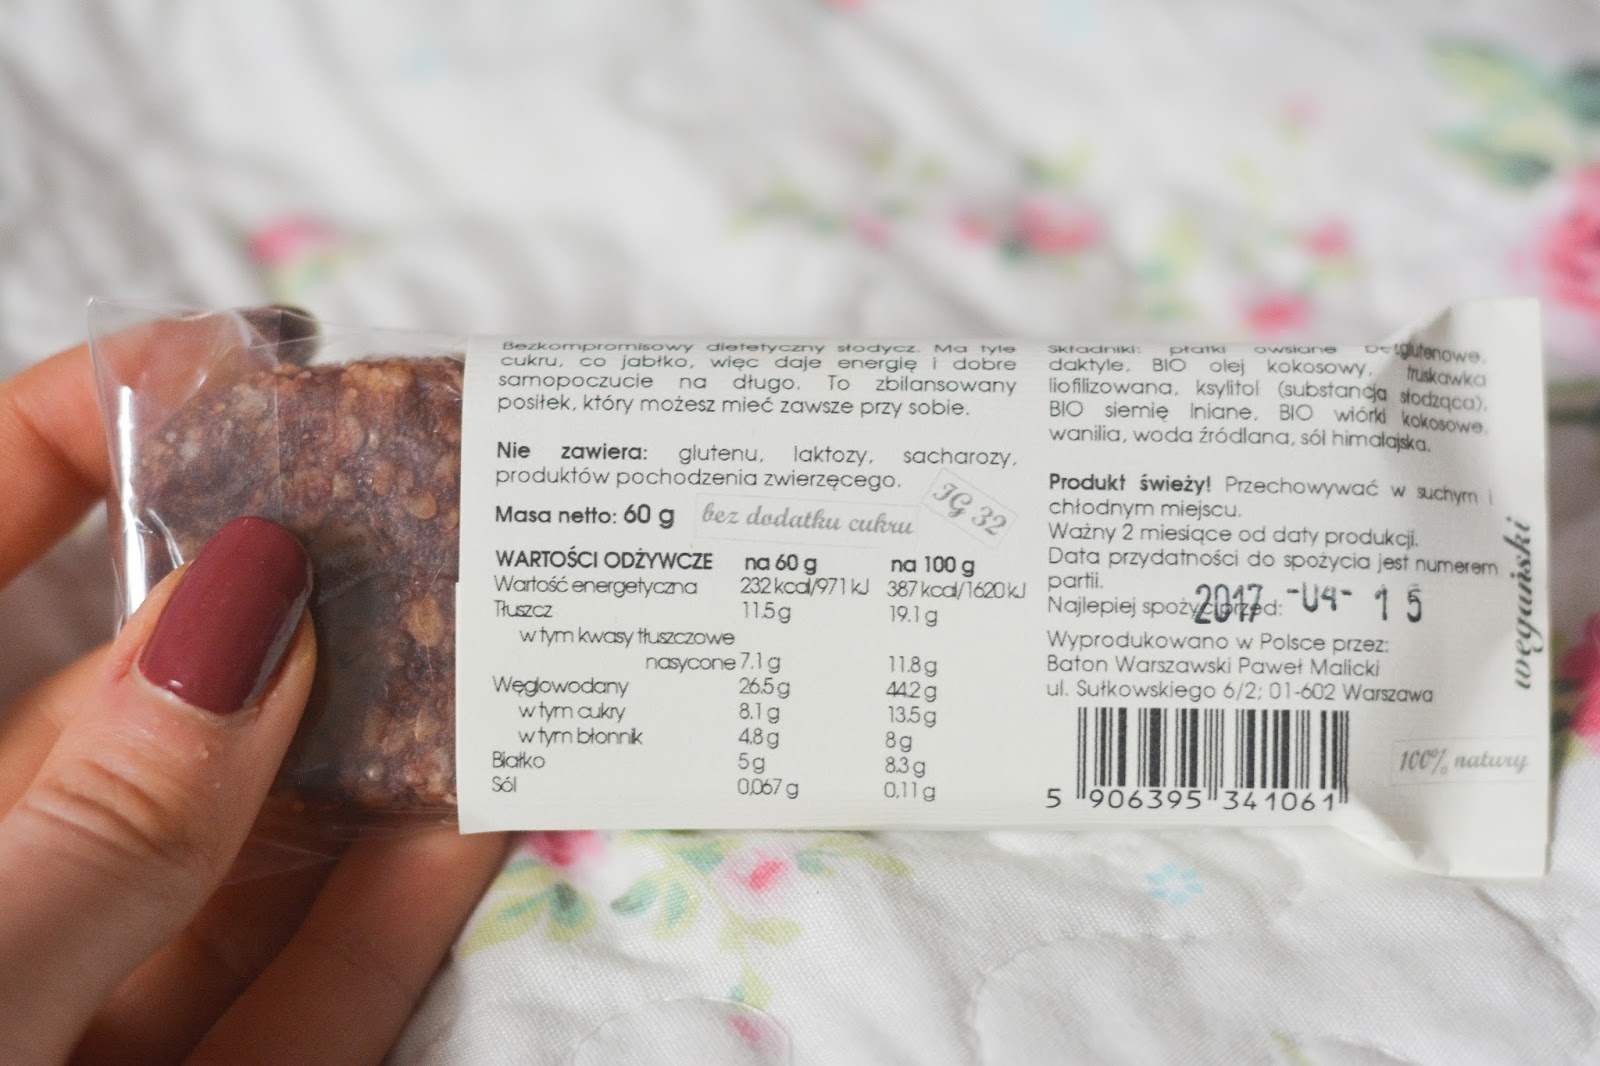 Bezkompromisowy dietetyczny słodycz. Ma tyle
cukru, co jabłko, więc daje energię i dobre
samopoczucie na długo. To zbilansowany
posiłek, który możesz mieć zawsze przy sobie.
Nie zawiera: glutenu, laktozy, sacharozy,
produktów pochodzenia zwierzęcego.
Masa netto: 60 g
bez dodatku cukru
IG 32
WARTOŚCI ODŻYWCZE na 60 g na 100 g
Wartość energetyczna 232 kcal/971 kJ 387 kcal/1620 kJ
Tłuszcz 11.5 g 19.1 g
w tym kwasy tłuszczowe
nasycone 7.1 g 11.8 g
Węglowodany 26.5 g 44.2 g
w tym cukry 8.1 g 13.5 g
w tym błonnik 4.8 g 8 g
Białko 5 g 8.3 g
Sól 0,067 g 0,11 g
Składniki: płatki owsiane bezglutenowe,
daktyle, BIO olej kokosowy, truskawka
liofilizowana, ksylitol (substancja słodząca),
BIO siemię lniane, BIO wiórki kokosowe,
wanilia, woda źródlana, sól himalajska.
Produkt świeży! Przechowywać w suchym i
chłodnym miejscu.
Ważny 2 miesiące od daty produkcji.
Data przydatności do spożycia jest numerem
partii.
Najlepiej spożyć przed: 2017 -04- 15
Wyprodukowano w Polsce przez:
Baton Warszawski Paweł Malicki
ul. Sułkowskiego 6/2; 01-602 Warszawa
5 906395 341061
wegański
100% natury